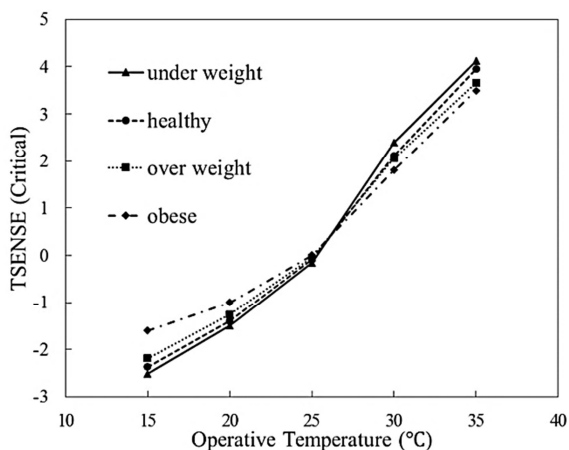 5
4
3
2
1
0
-1
-2
-3
TSENSE (Critical)
under weight
healthy
over weight
obese
10 15 20 25 30 35 40
Operative Temperature (℃)